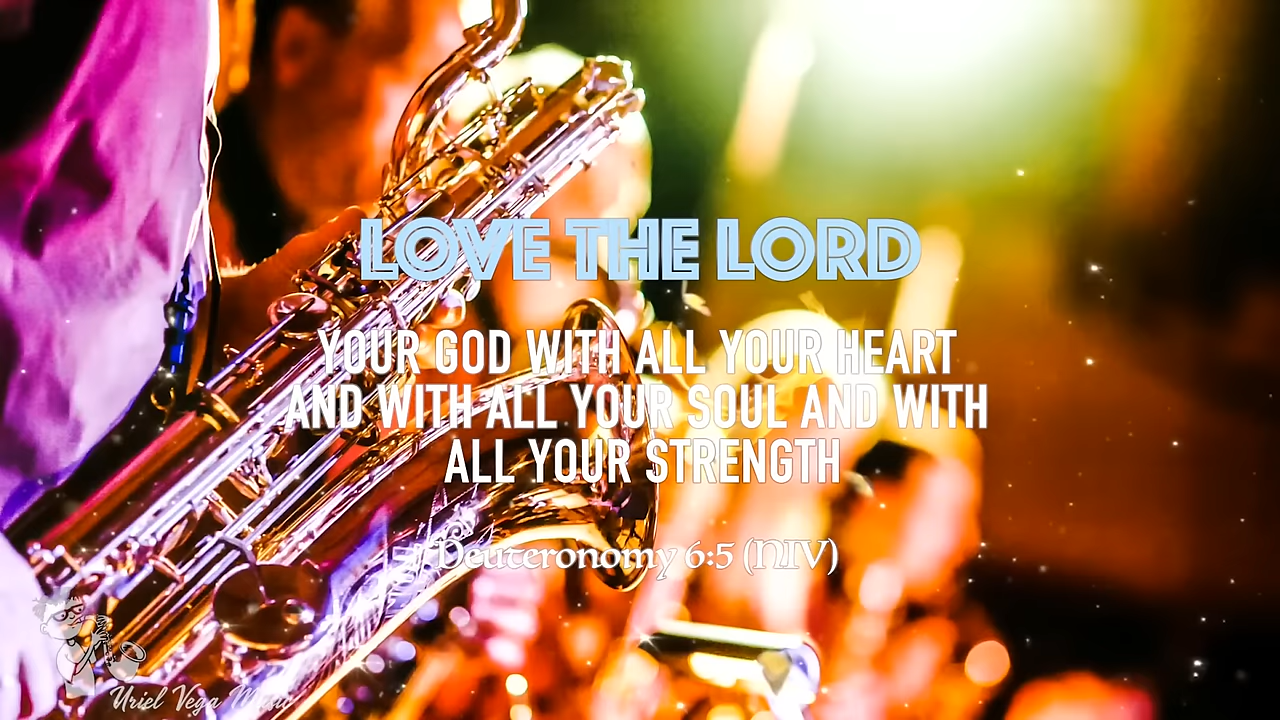 LOVE THE LORD
YOUR GOD WITH ALL YOUR HEART
AND WITH ALL YOUR SOUL AND WITH
ALL YOUR STRENGTH
Deuteronomy 6:5 (NIV)
Uriel Vega Music